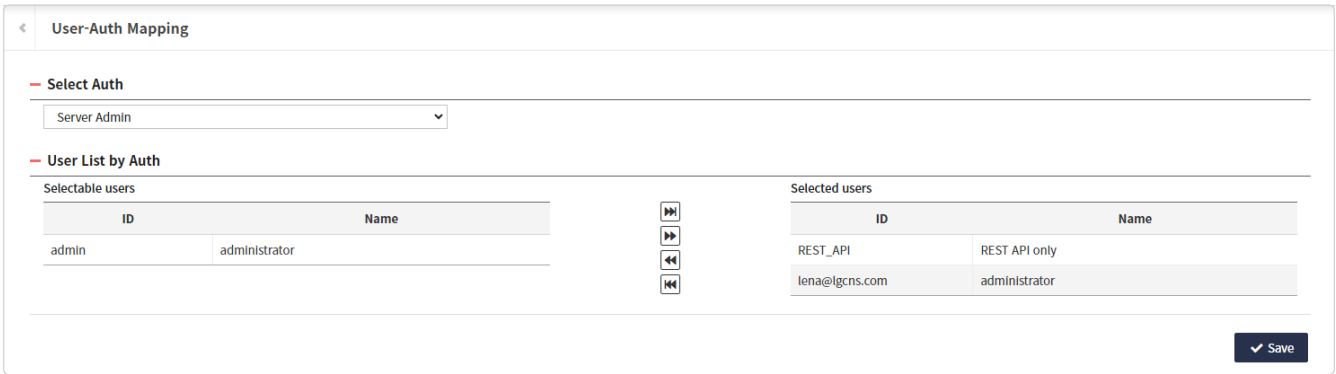 User-Auth Mapping
Select Auth
Server Admin
User List by Auth
Selectable users
ID Name
admin administrator
Selected users
ID Name
REST_API REST API only
lena@lgcns.com administrator
Save